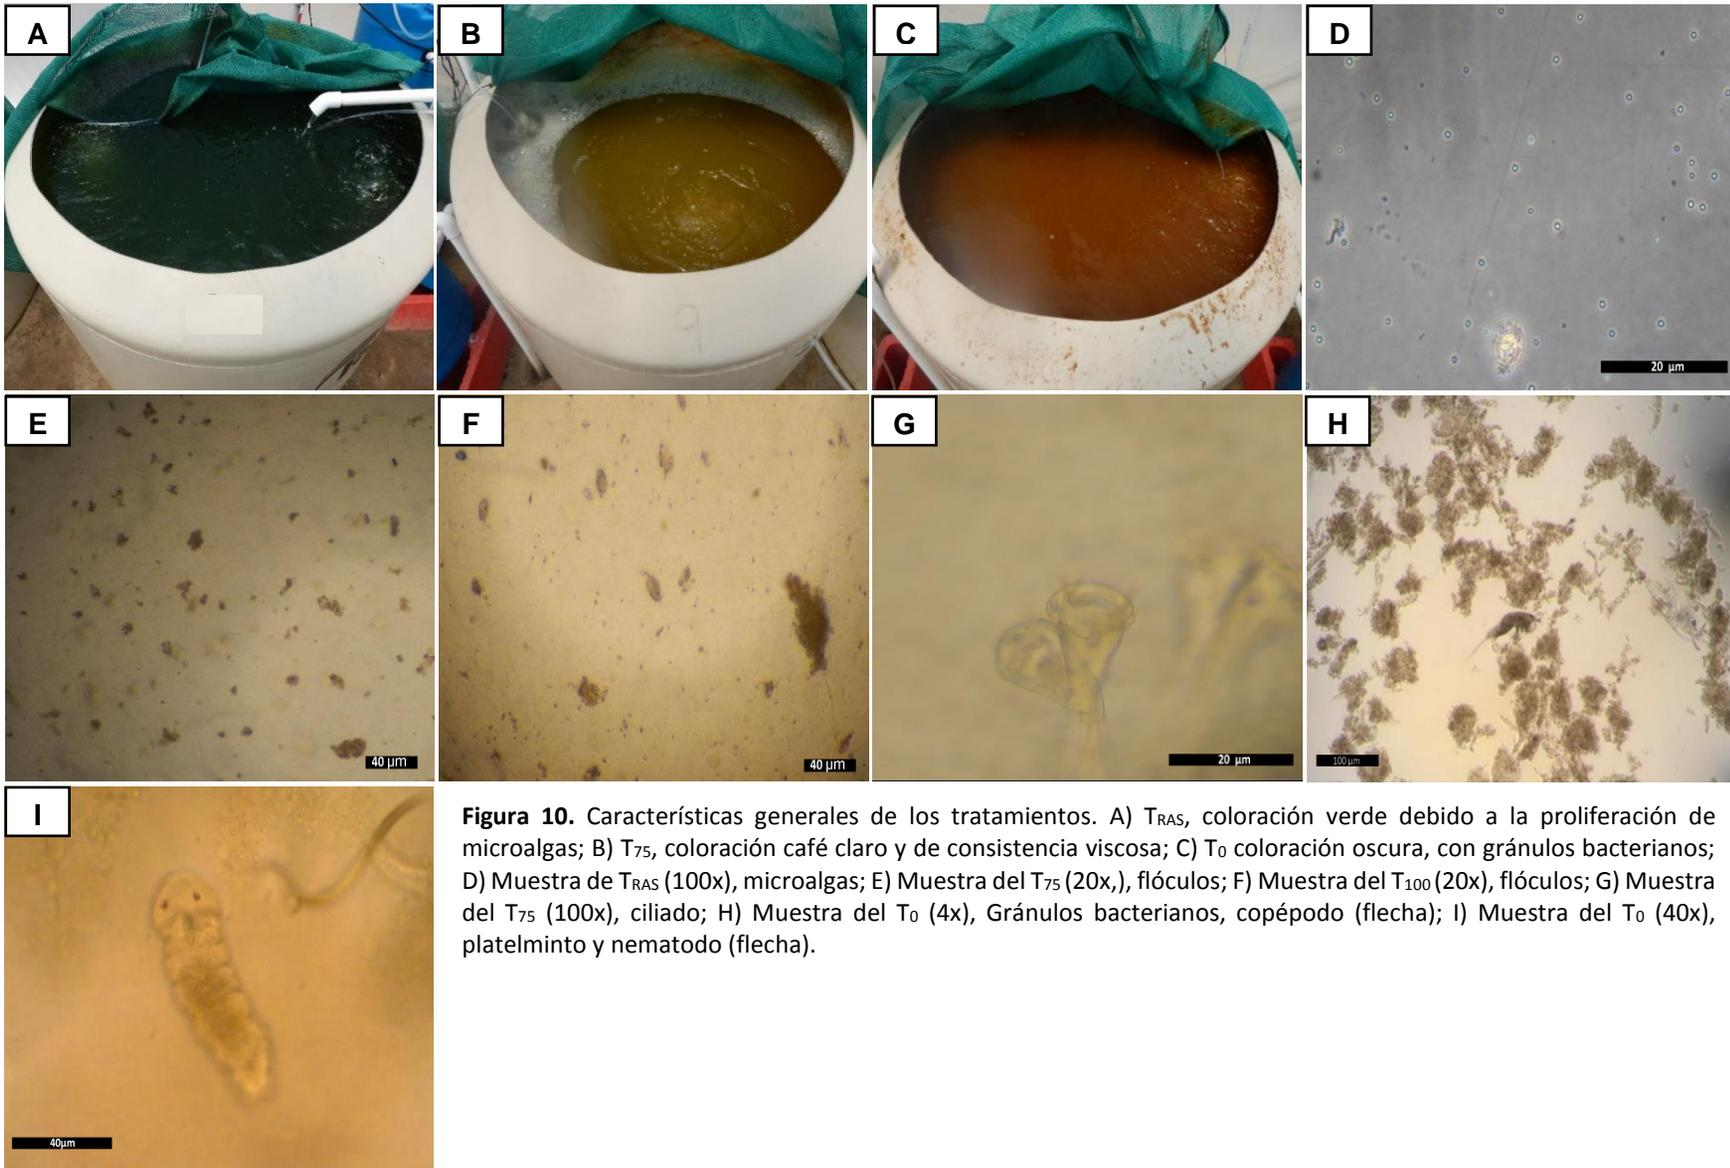 A
B
C
D
20 µm
E
F
G
H
40 µm
40 µm
20 µm
100 µm
I
40µm
Figura 10. Características generales de los tratamientos. A) TRAS, coloración verde debido a la proliferación de
microalgas; B) T75, coloración café claro y de consistencia viscosa; C) T0 coloración oscura, con gránulos bacterianos;
D) Muestra de TRAS (100x), microalgas; E) Muestra del T75 (20x,), flóculos; F) Muestra del T100 (20x), flóculos; G) Muestra
del T75 (100x), ciliado; H) Muestra del T0 (4x), Gránulos bacterianos, copépodo (flecha); I) Muestra del T0 (40x),
platelminto y nematodo (flecha).